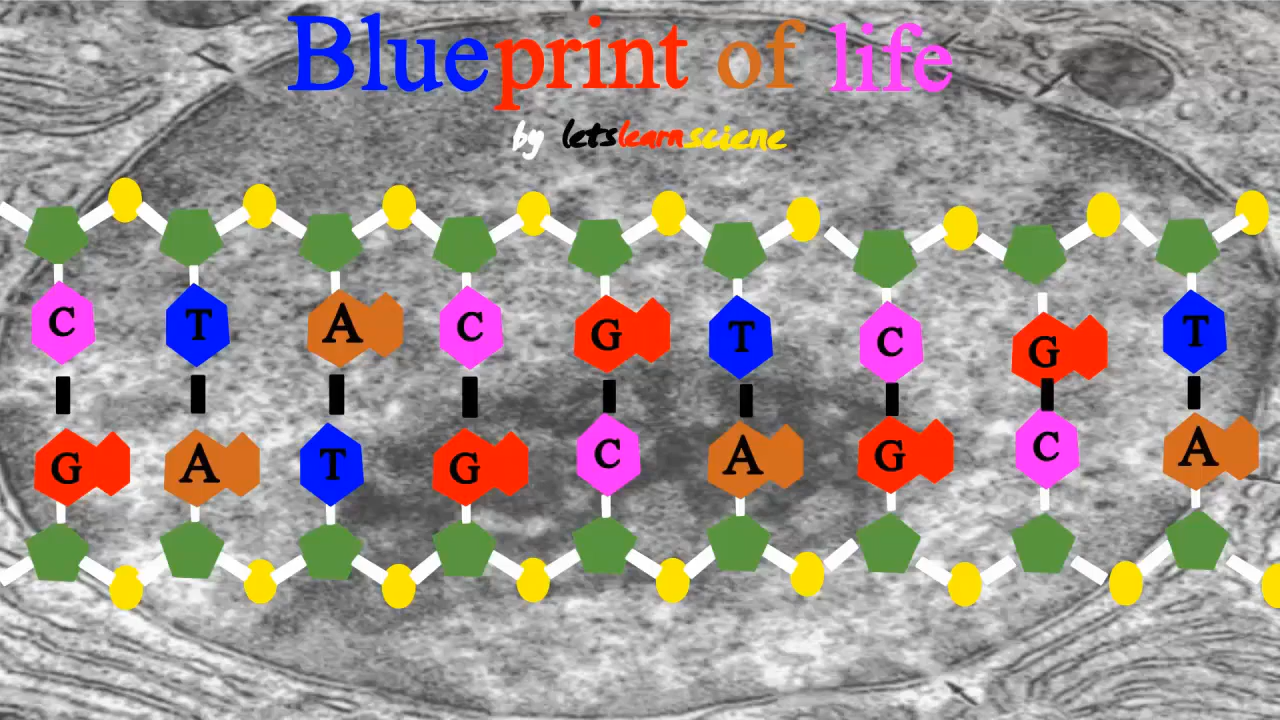 Blueprint of life
by letslearnsciene
C T A C G T C G T
G A T G C A G C A